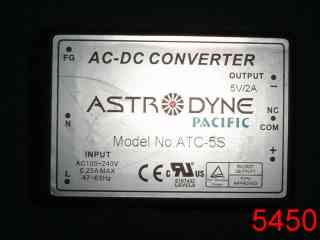 FG AC-DC CONVERTER
OUTPUT
5V/2A
ASTRODYNE
PACIFIC
NC
COM
N
Model No.ATC-5S
INPUT
AC100-240V
0.25A MAX
47-63Hz
L
5450